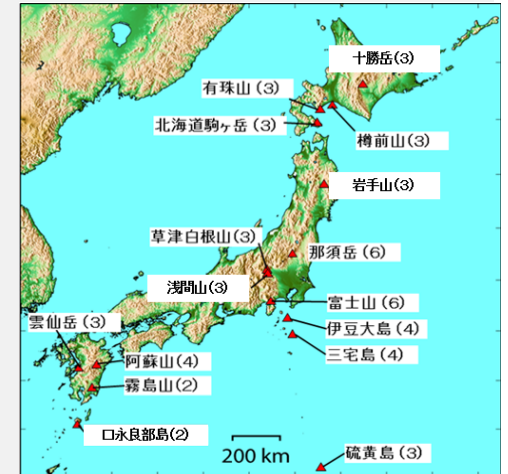 十勝岳(3)
有珠山(3)
北海道駒ヶ岳(3)
樽前山(3)
岩手山(3)
草津白根山(3)
那須岳(6)
浅間山(3)
富士山(6)
雲仙岳(3)
伊豆大島(4)
三宅島(4)
阿蘇山(4)
霧島山(2)
口永良部島(2)
200 km
硫黄島(3)